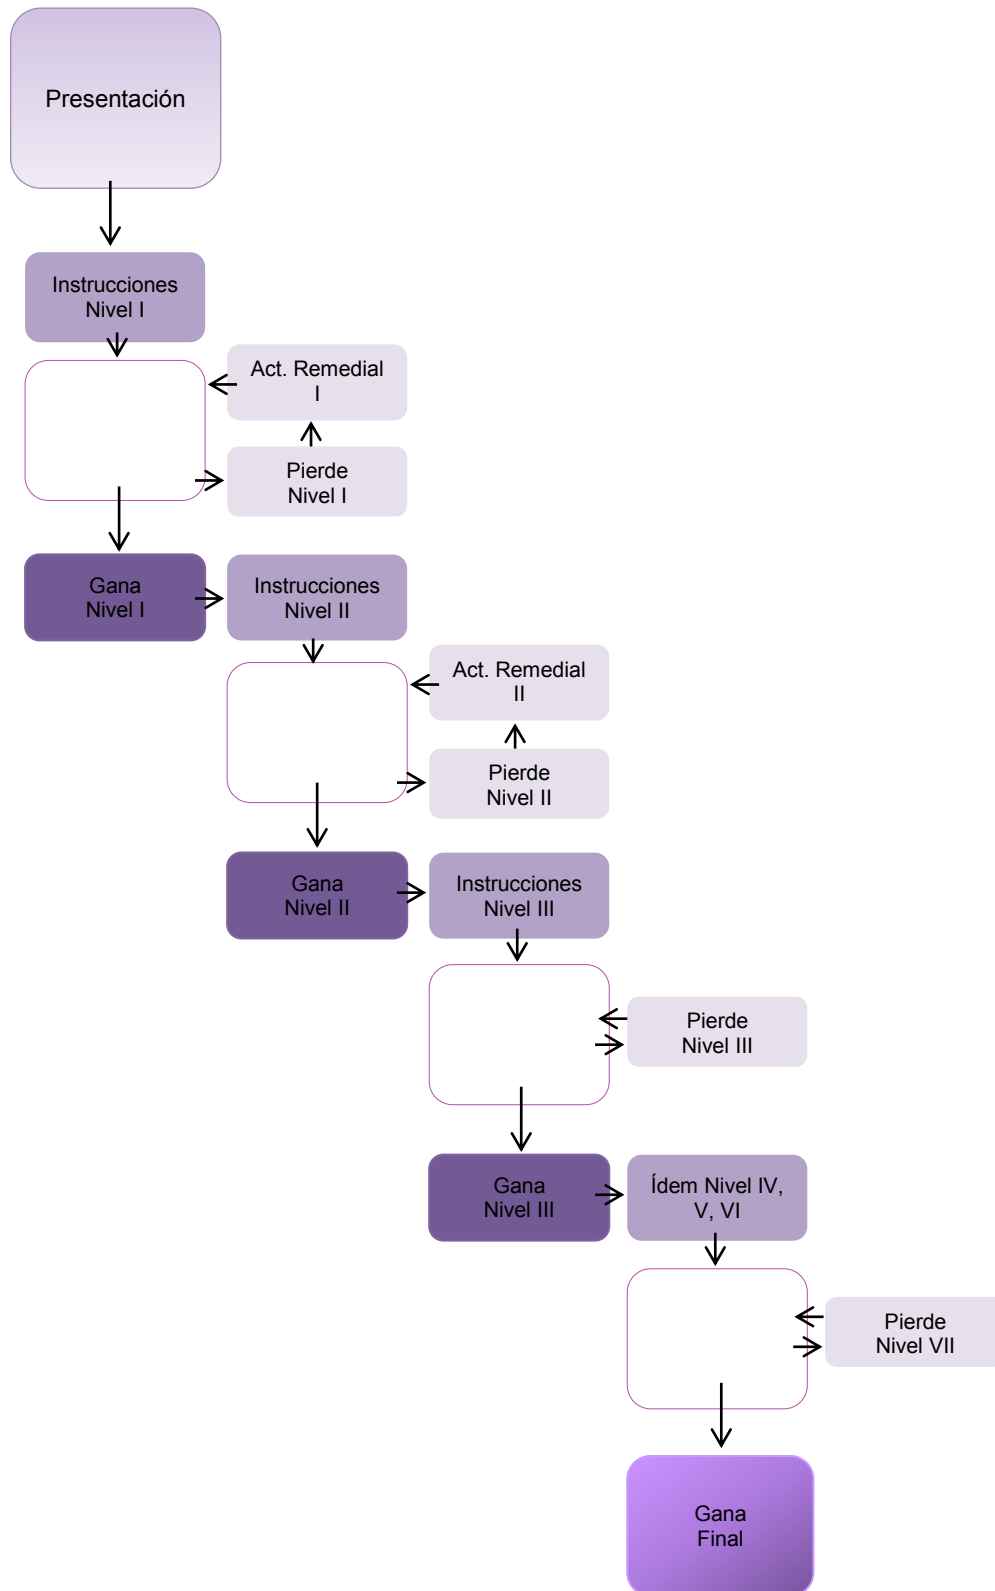 Presentación
Instrucciones
Nivel I
Act. Remedial
I
Pierde
Nivel I
Gana
Nivel I
Instrucciones
Nivel II
Act. Remedial
II
Pierde
Nivel II
Gana
Nivel II
Instrucciones
Nivel III
Pierde
Nivel III
Gana
Nivel III
Ídem Nivel IV,
V, VI
Pierde
Nivel VII
Gana
Final